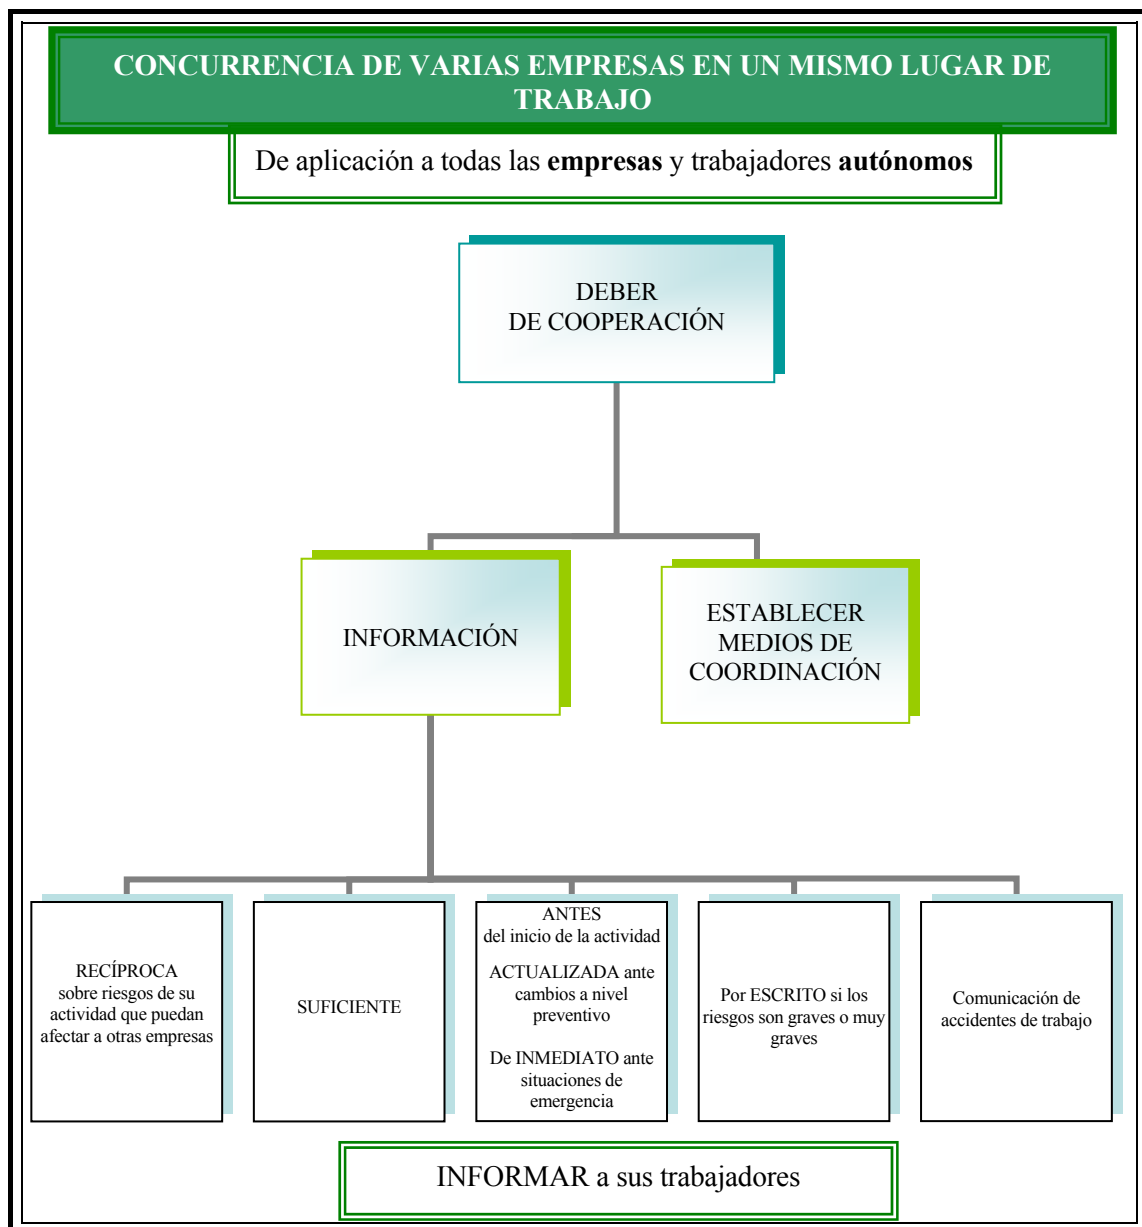 CONCURRENCIA DE VARIAS EMPRESAS EN UN MISMO LUGAR DE
TRABAJO
De aplicación a todas las empresas y trabajadores autónomos
DEBER
DE COOPERACIÓN
INFORMACIÓN
ESTABLECER
MEDIOS DE
COORDINACIÓN
RECÍPROCA
sobre riesgos de su
actividad que puedan
afectar a otras empresas
SUFICIENTE
ANTES
del inicio de la actividad
ACTUALIZADA ante
cambios a nivel
preventivo
De INMEDIATO ante
situaciones de
emergencia
Por ESCRITO si los
riesgos son graves o muy
graves
Comunicación de
accidentes de trabajo
INFORMAR a sus trabajadores